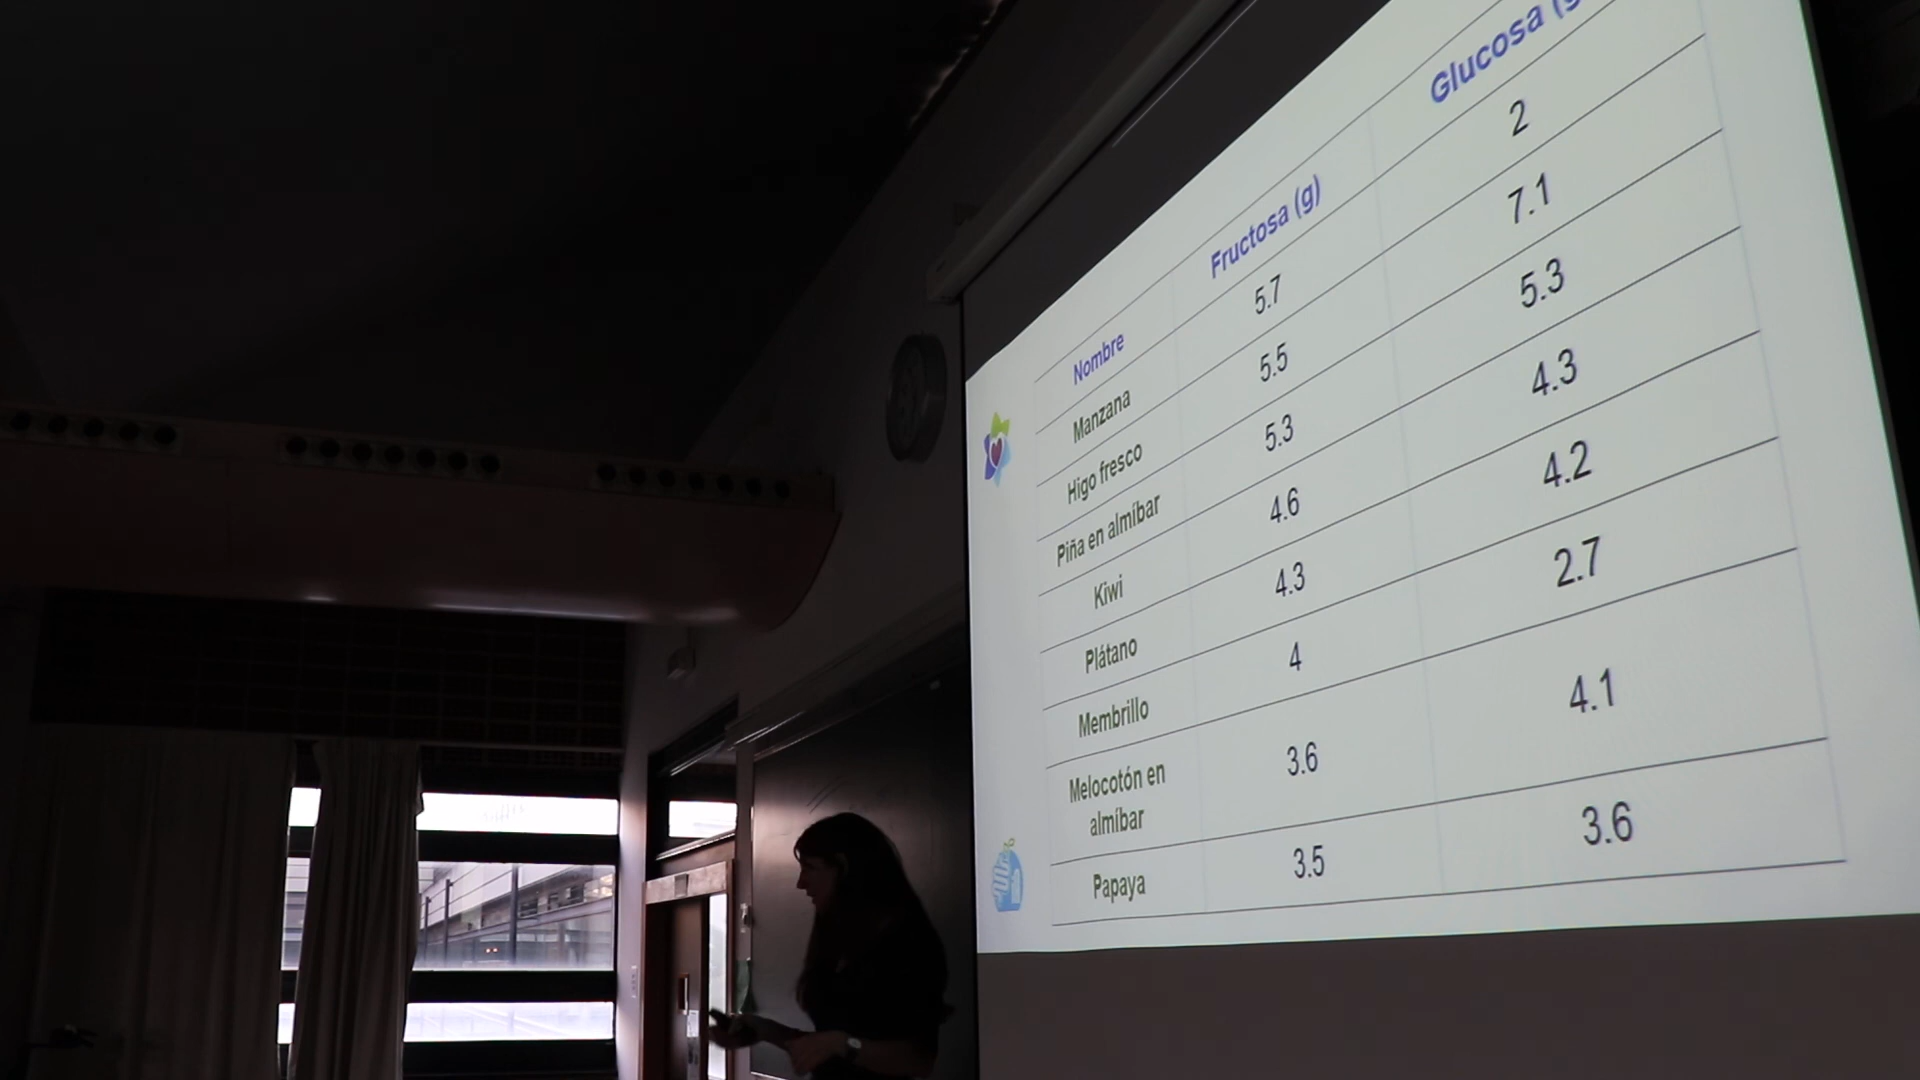 Nombre Fructosa (g) Glucosa (g
Manzana 5.7 2
Higo fresco 5.5 7.1
Piña en almíbar 5.3 5.3
Kiwi 4.6 4.3
Plátano 4.3 4.2
Membrillo 4 2.7
Melocotón en
almíbar 3.6 4.1
Papaya 3.5 3.6